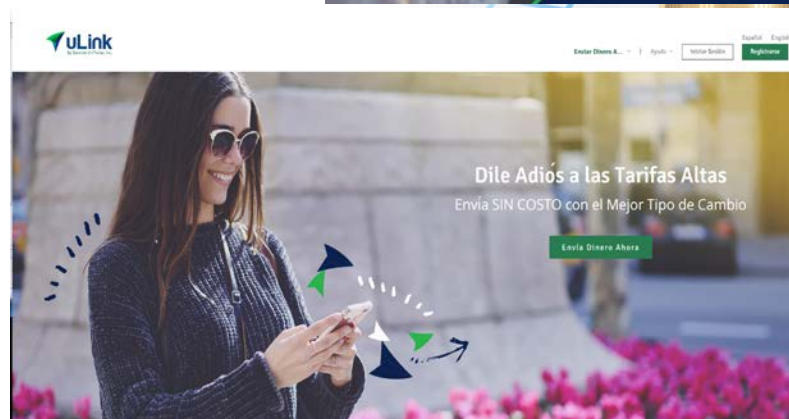 uLink
Español English
Enviar Dinero A...
Ayuda
Iniciar Sesión
Registrarse
Dile Adiós a las Tarifas Altas
Envía SIN COSTO con el Mejor Tipo de Cambio
Envía Dinero Ahora